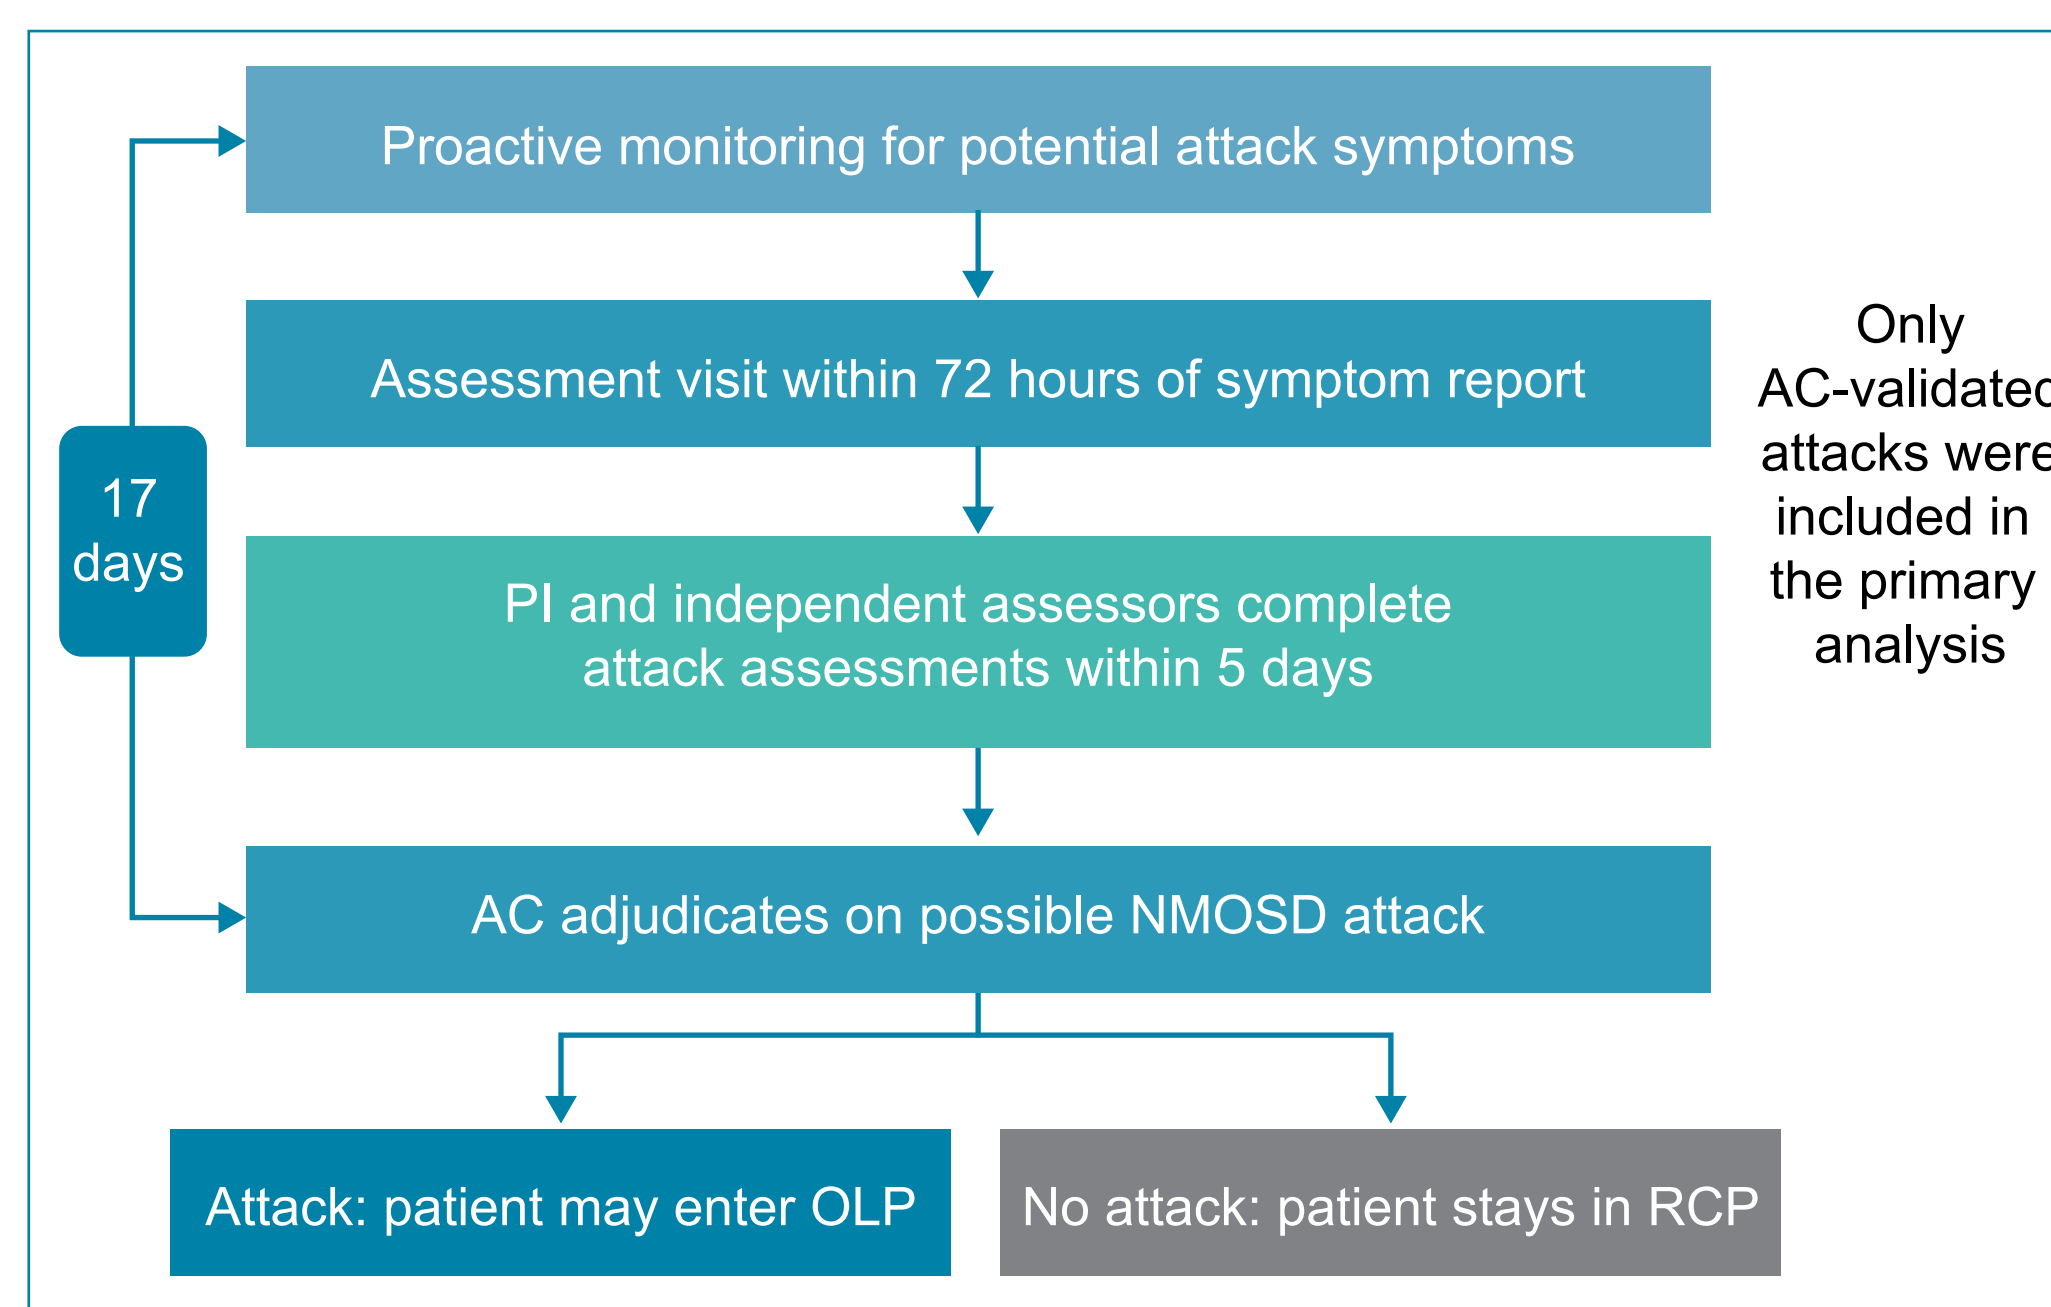 Proactive monitoring for potential attack symptoms
Assessment visit within 72 hours of symptom report
17
days
PI and independent assessors complete
attack assessments within 5 days
AC adjudicates on possible NMOSD attack
Attack: patient may enter OLP
No attack: patient stays in RCP
Only
AC-validated
attacks were
included in
the primary
analysis